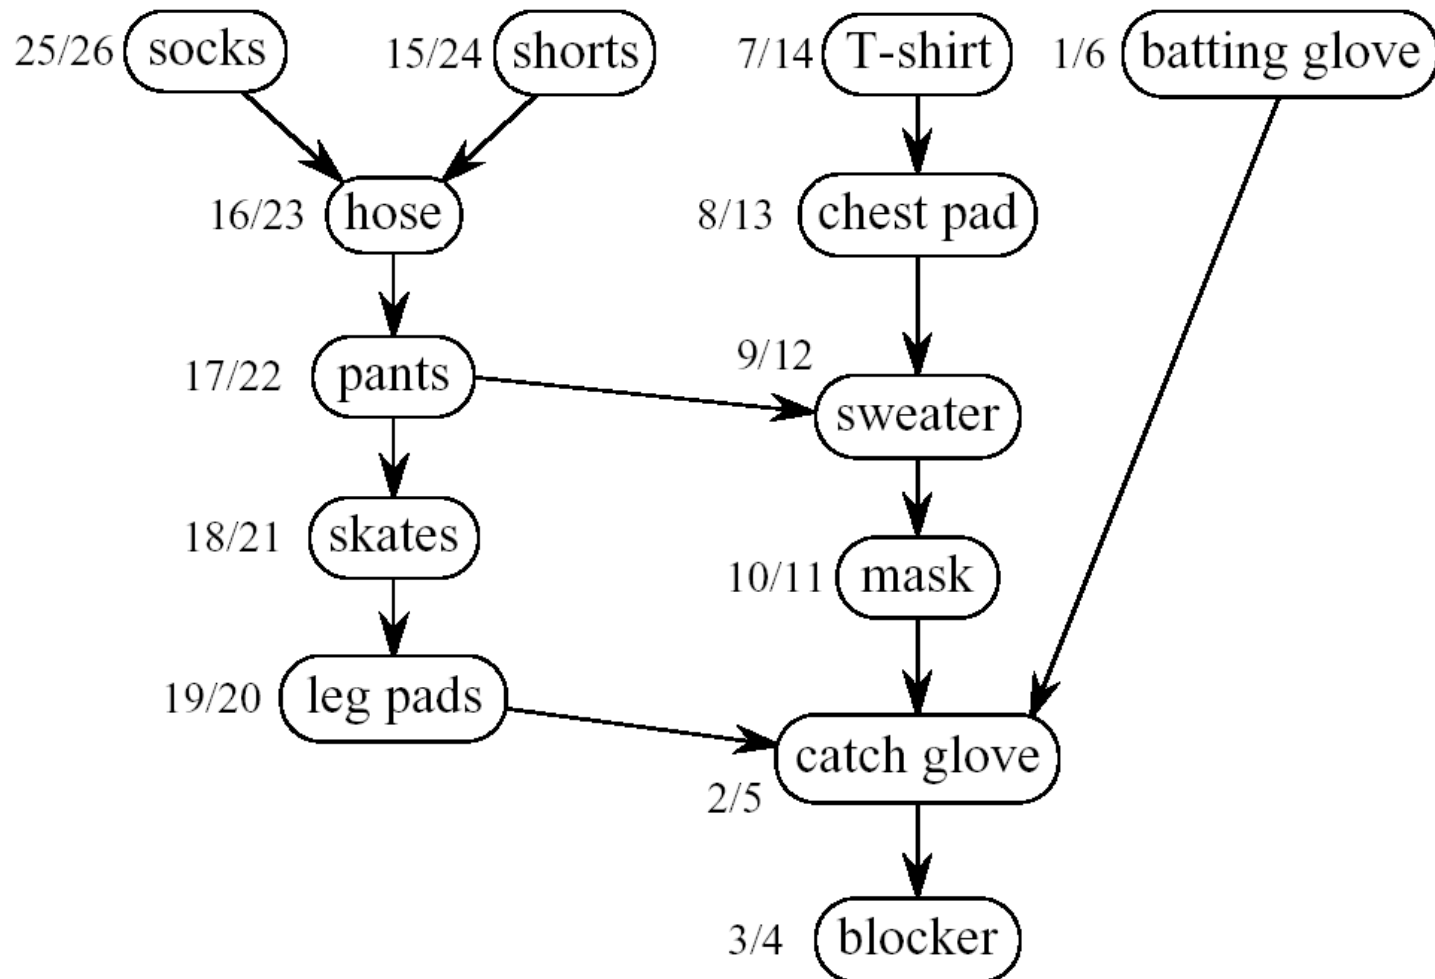 25/26 socks 15/24 shorts 7/14 T-shirt 1/6 batting glove
16/23 hose 8/13 chest pad
17/22 pants 9/12 sweater
18/21 skates 10/11 mask
19/20 leg pads catch glove
2/5
3/4 blocker